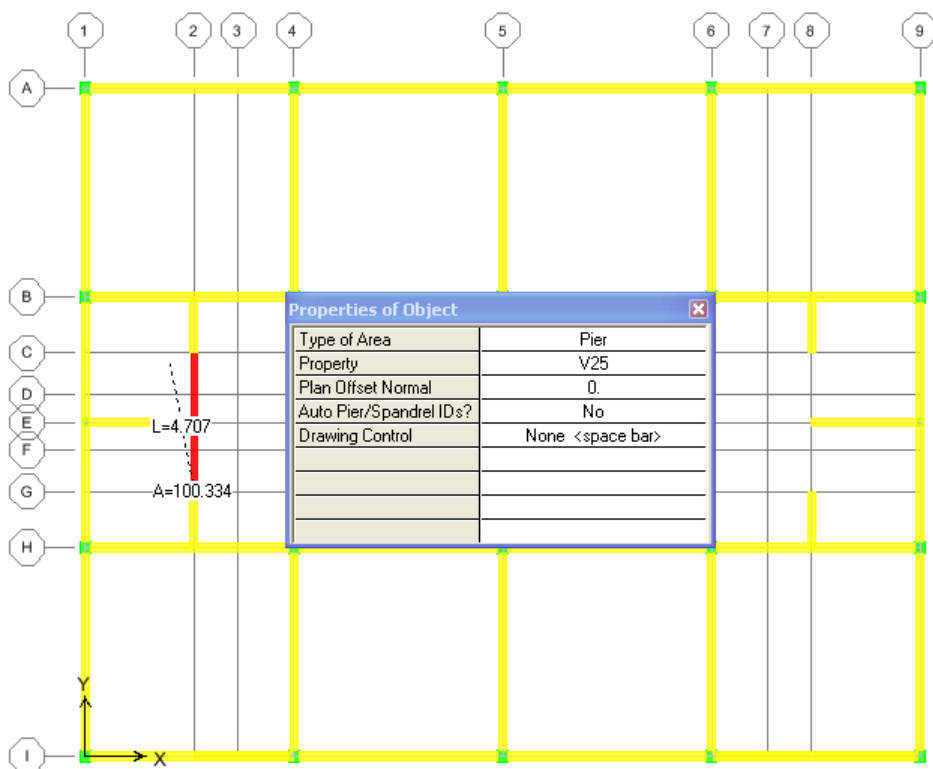 1 2 3 4 5 6 7 8 9
A
B
Properties of Object
Type of Area Pier
Property V25
Plan Offset Normal 0.
Auto Pier/Spandrel IDs? No
Drawing Control None <space bar>
C
D
E
L=4.707
F
G
A=100.334
H
Y
I
X